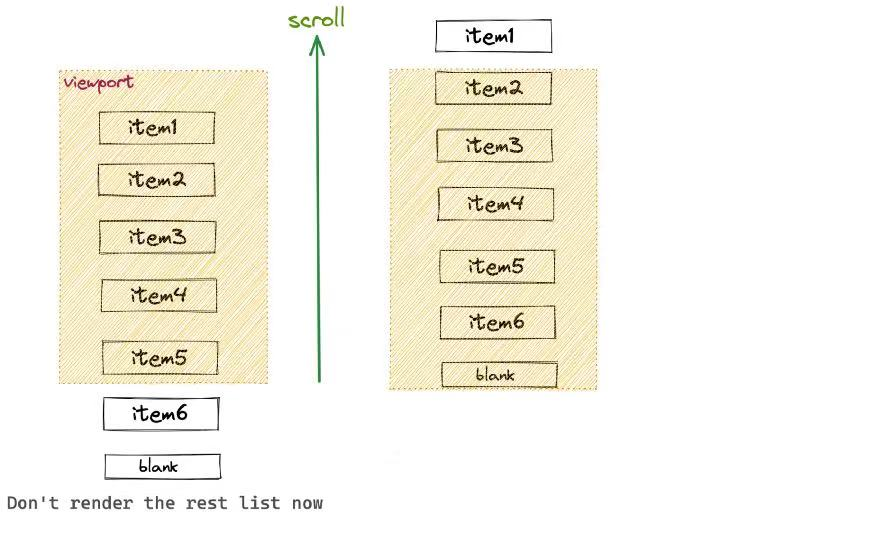 scroll
viewport
item1
item2
item3
item4
item5
item6
blank
Don't render the rest list now
item1
item2
item3
item4
item5
item6
blank